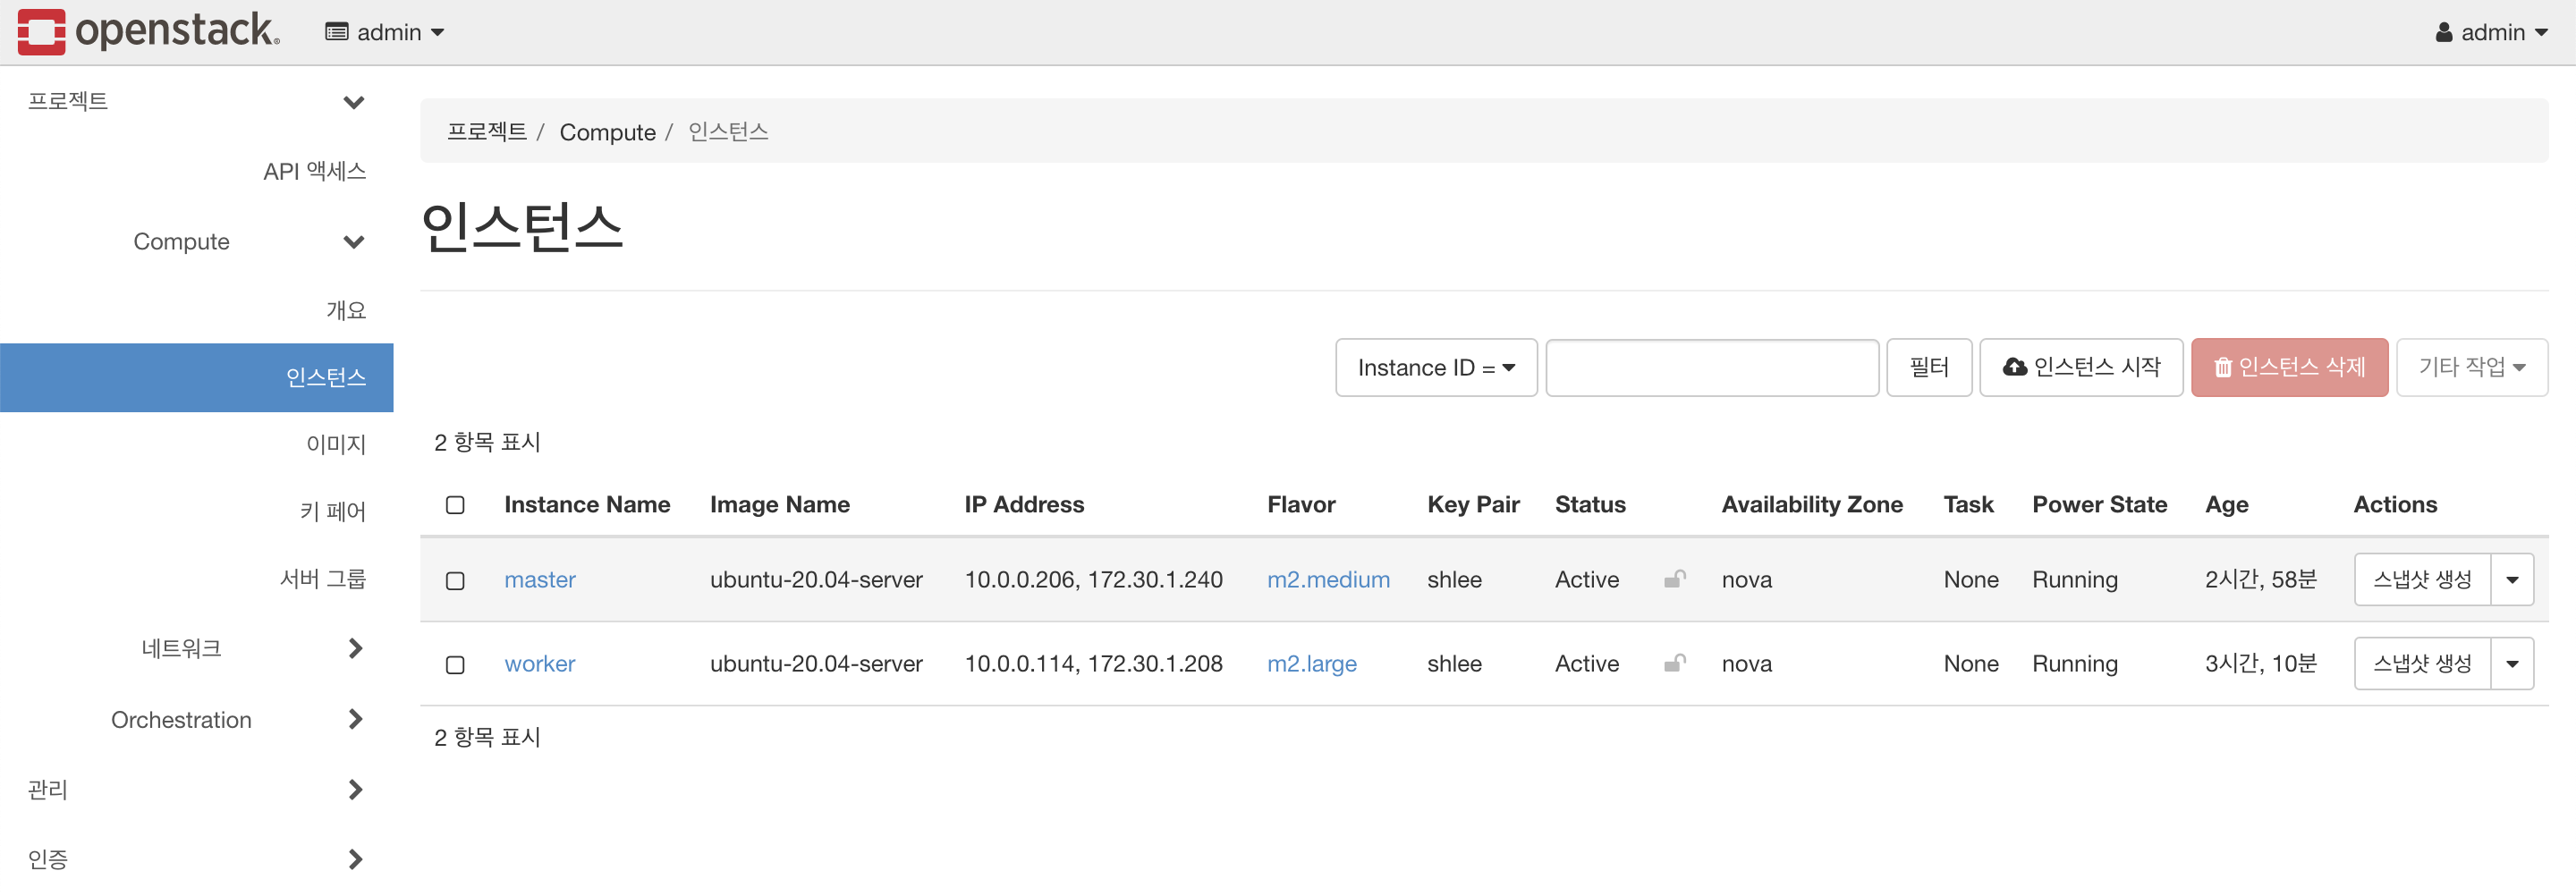 openstack. admin admin
프로젝트
API 액세스
Compute
개요
인스턴스
이미지
키 페어
서버 그룹
네트워크
Orchestration
관리
인증
프로젝트 / Compute / 인스턴스
인스턴스
Instance ID = 필터 인스턴스 시작 인스턴스 삭제 기타 작업
2 항목 표시
Instance Name Image Name IP Address Flavor Key Pair Status Availability Zone Task Power State Age Actions
master ubuntu-20.04-server 10.0.0.206, 172.30.1.240 m2.medium shlee Active nova None Running 2시간, 58분 스냅샷 생성
worker ubuntu-20.04-server 10.0.0.114, 172.30.1.208 m2.large shlee Active nova None Running 3시간, 10분 스냅샷 생성
2 항목 표시